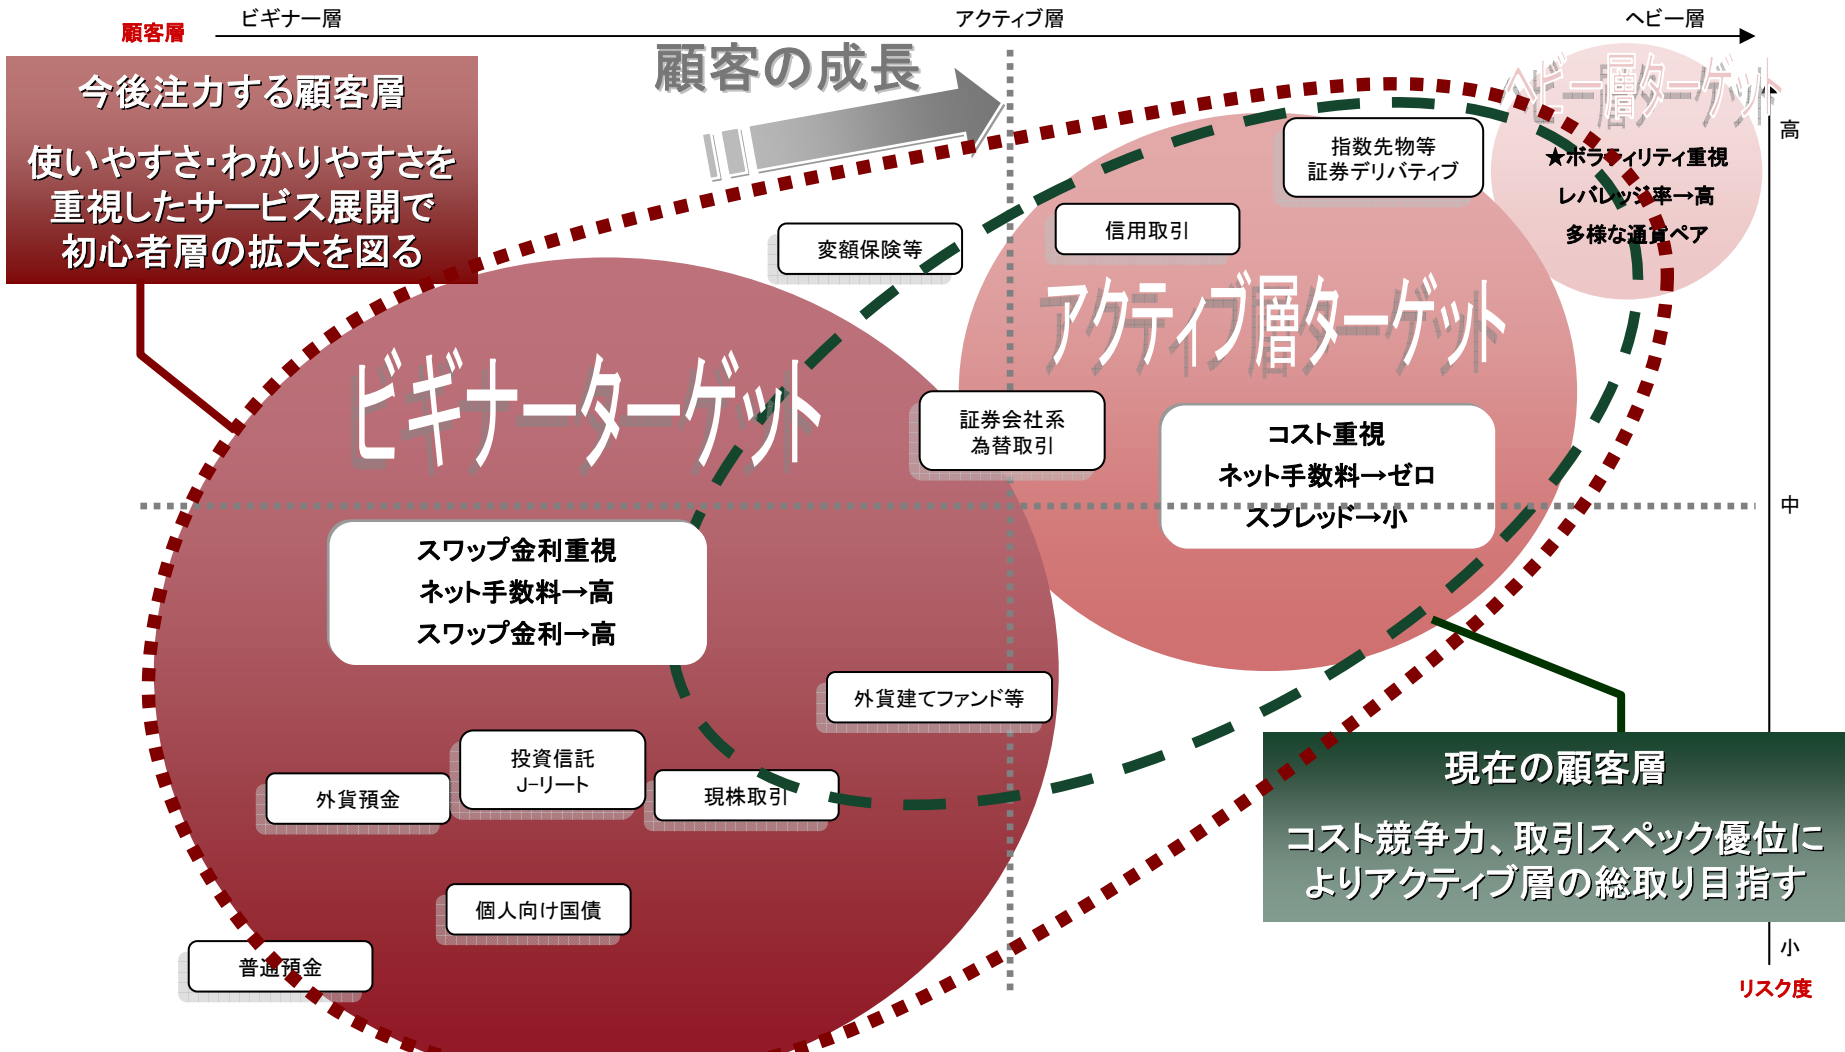 顧客層
ビギナー層
アクティブ層
ヘビー層
今後注力する顧客層
使いやすさ・わかりやすさを
重視したサービス展開で
初心者層の拡大を図る
顧客の成長
ヘビー層ターゲット
★ボラティリティ重視
レバレッジ率→高
多様な通貨ペア
高
指数先物等
証券デリバティブ
信用取引
変額保険等
アクティブ層ターゲット
ビギナーターゲット
証券会社系
為替取引
コスト重視
ネット手数料→ゼロ
スプレッド→小
中
スワップ金利重視
ネット手数料→高
スワップ金利→高
外貨建てファンド等
投資信託
J-リート
外貨預金
現株取引
現在の顧客層
コスト競争力、取引スペック優位に
よりアクティブ層の総取り目指す
個人向け国債
普通預金
小
リスク度